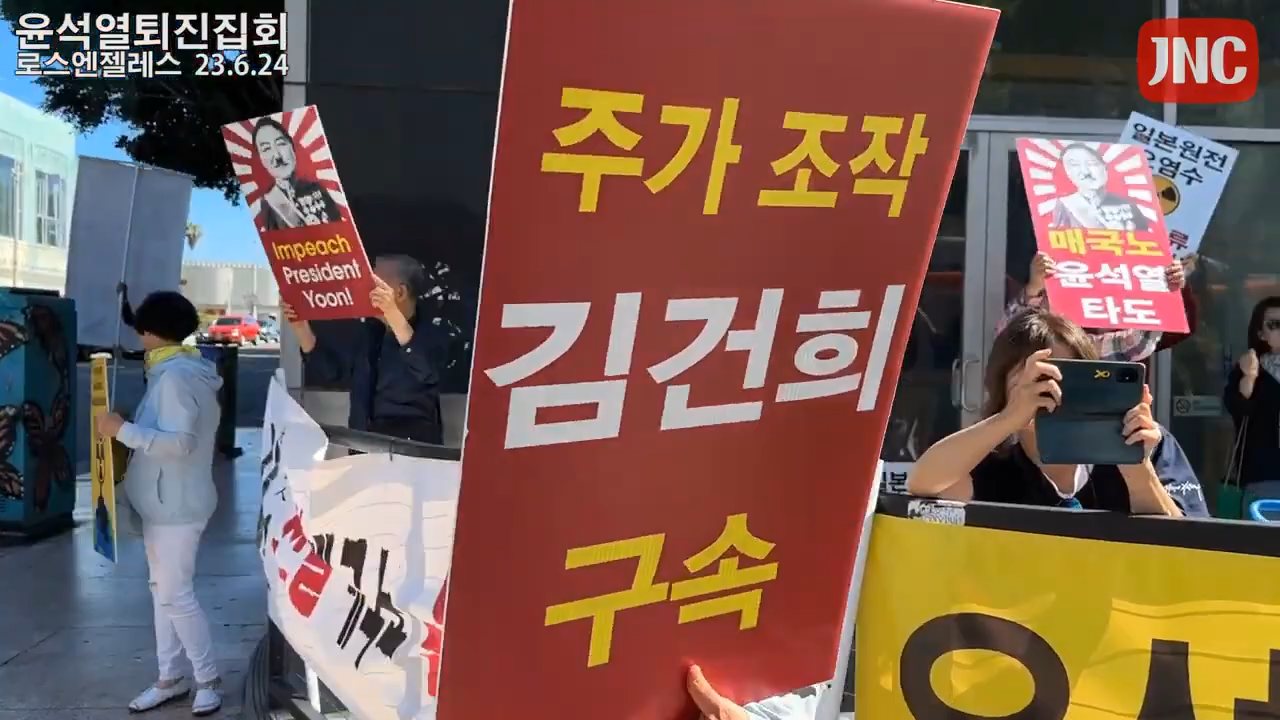 윤석열퇴진집회
로스엔젤레스 23.6.24
JNC
주가 조작
김건희
구속
Impeach
President
Yoon!
일본원전
오염수
매국노
윤석열
타도
일본